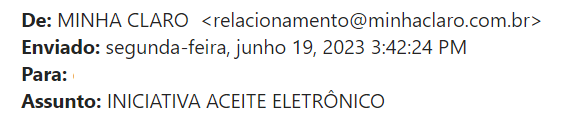 De: MINHA CLARO <relacionamento@minhaclaro.com.br>
Enviado: segunda-feira, junho 19, 2023 3:42:24 PM
Para:
Assunto: INICIATIVA ACEITE ELETRÔNICO